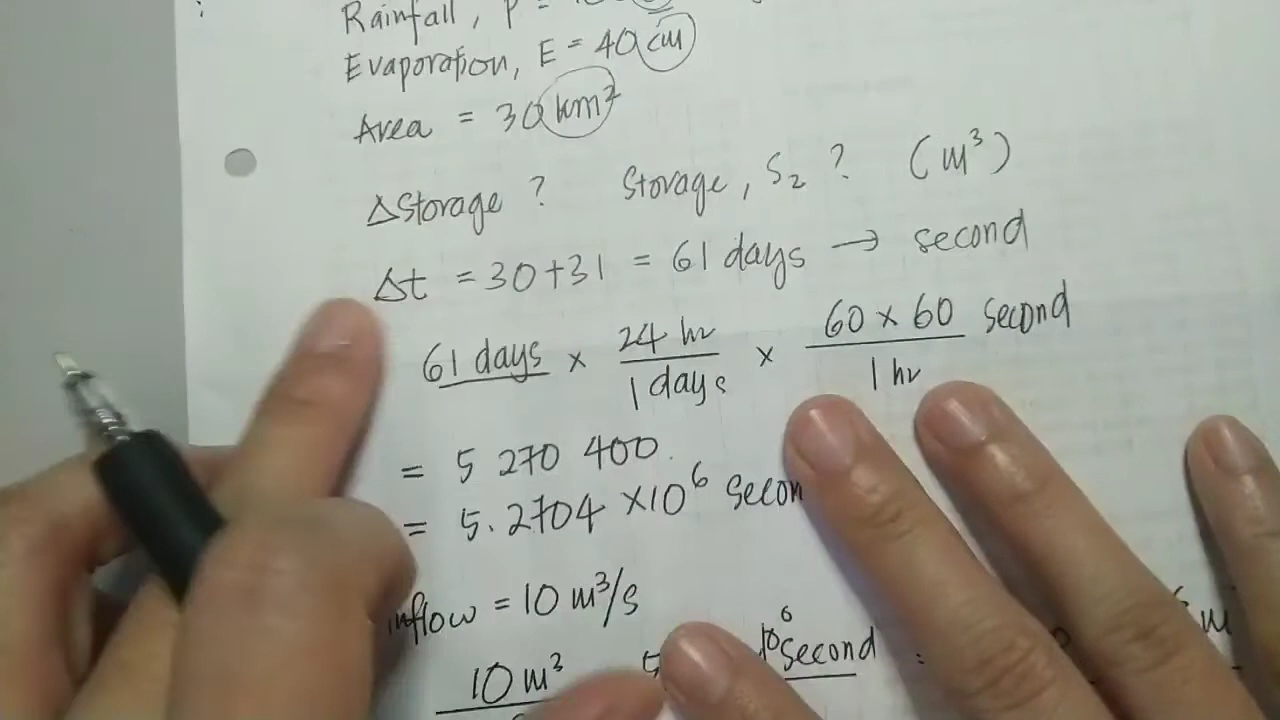 Rainfall, P =
Evaporation, E = 40 cm
Area = 30 km²
ΔStorage ? Storage, S₂ ? (m³)
Δt = 30+31 = 61 days → second
61 days × 24 hr / 1 days × 60 × 60 second / 1 hr
= 5 270 400.
= 5.2704 ×10⁶ secon
inflow = 10 m³/s
10 m³ 10⁶ second